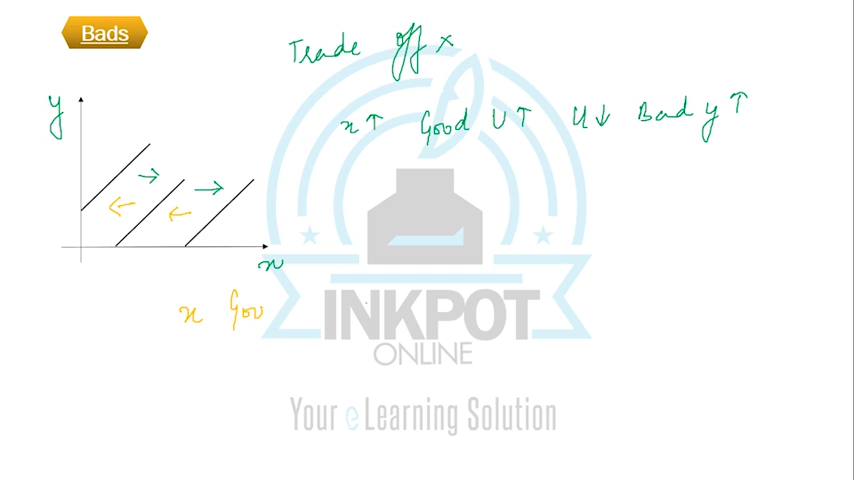 Bads
Trade off x
y
x↑ Good U↑ U↓ Bad y↑
x
x Goo
INKPOT
ONLINE
Your eLearning Solution